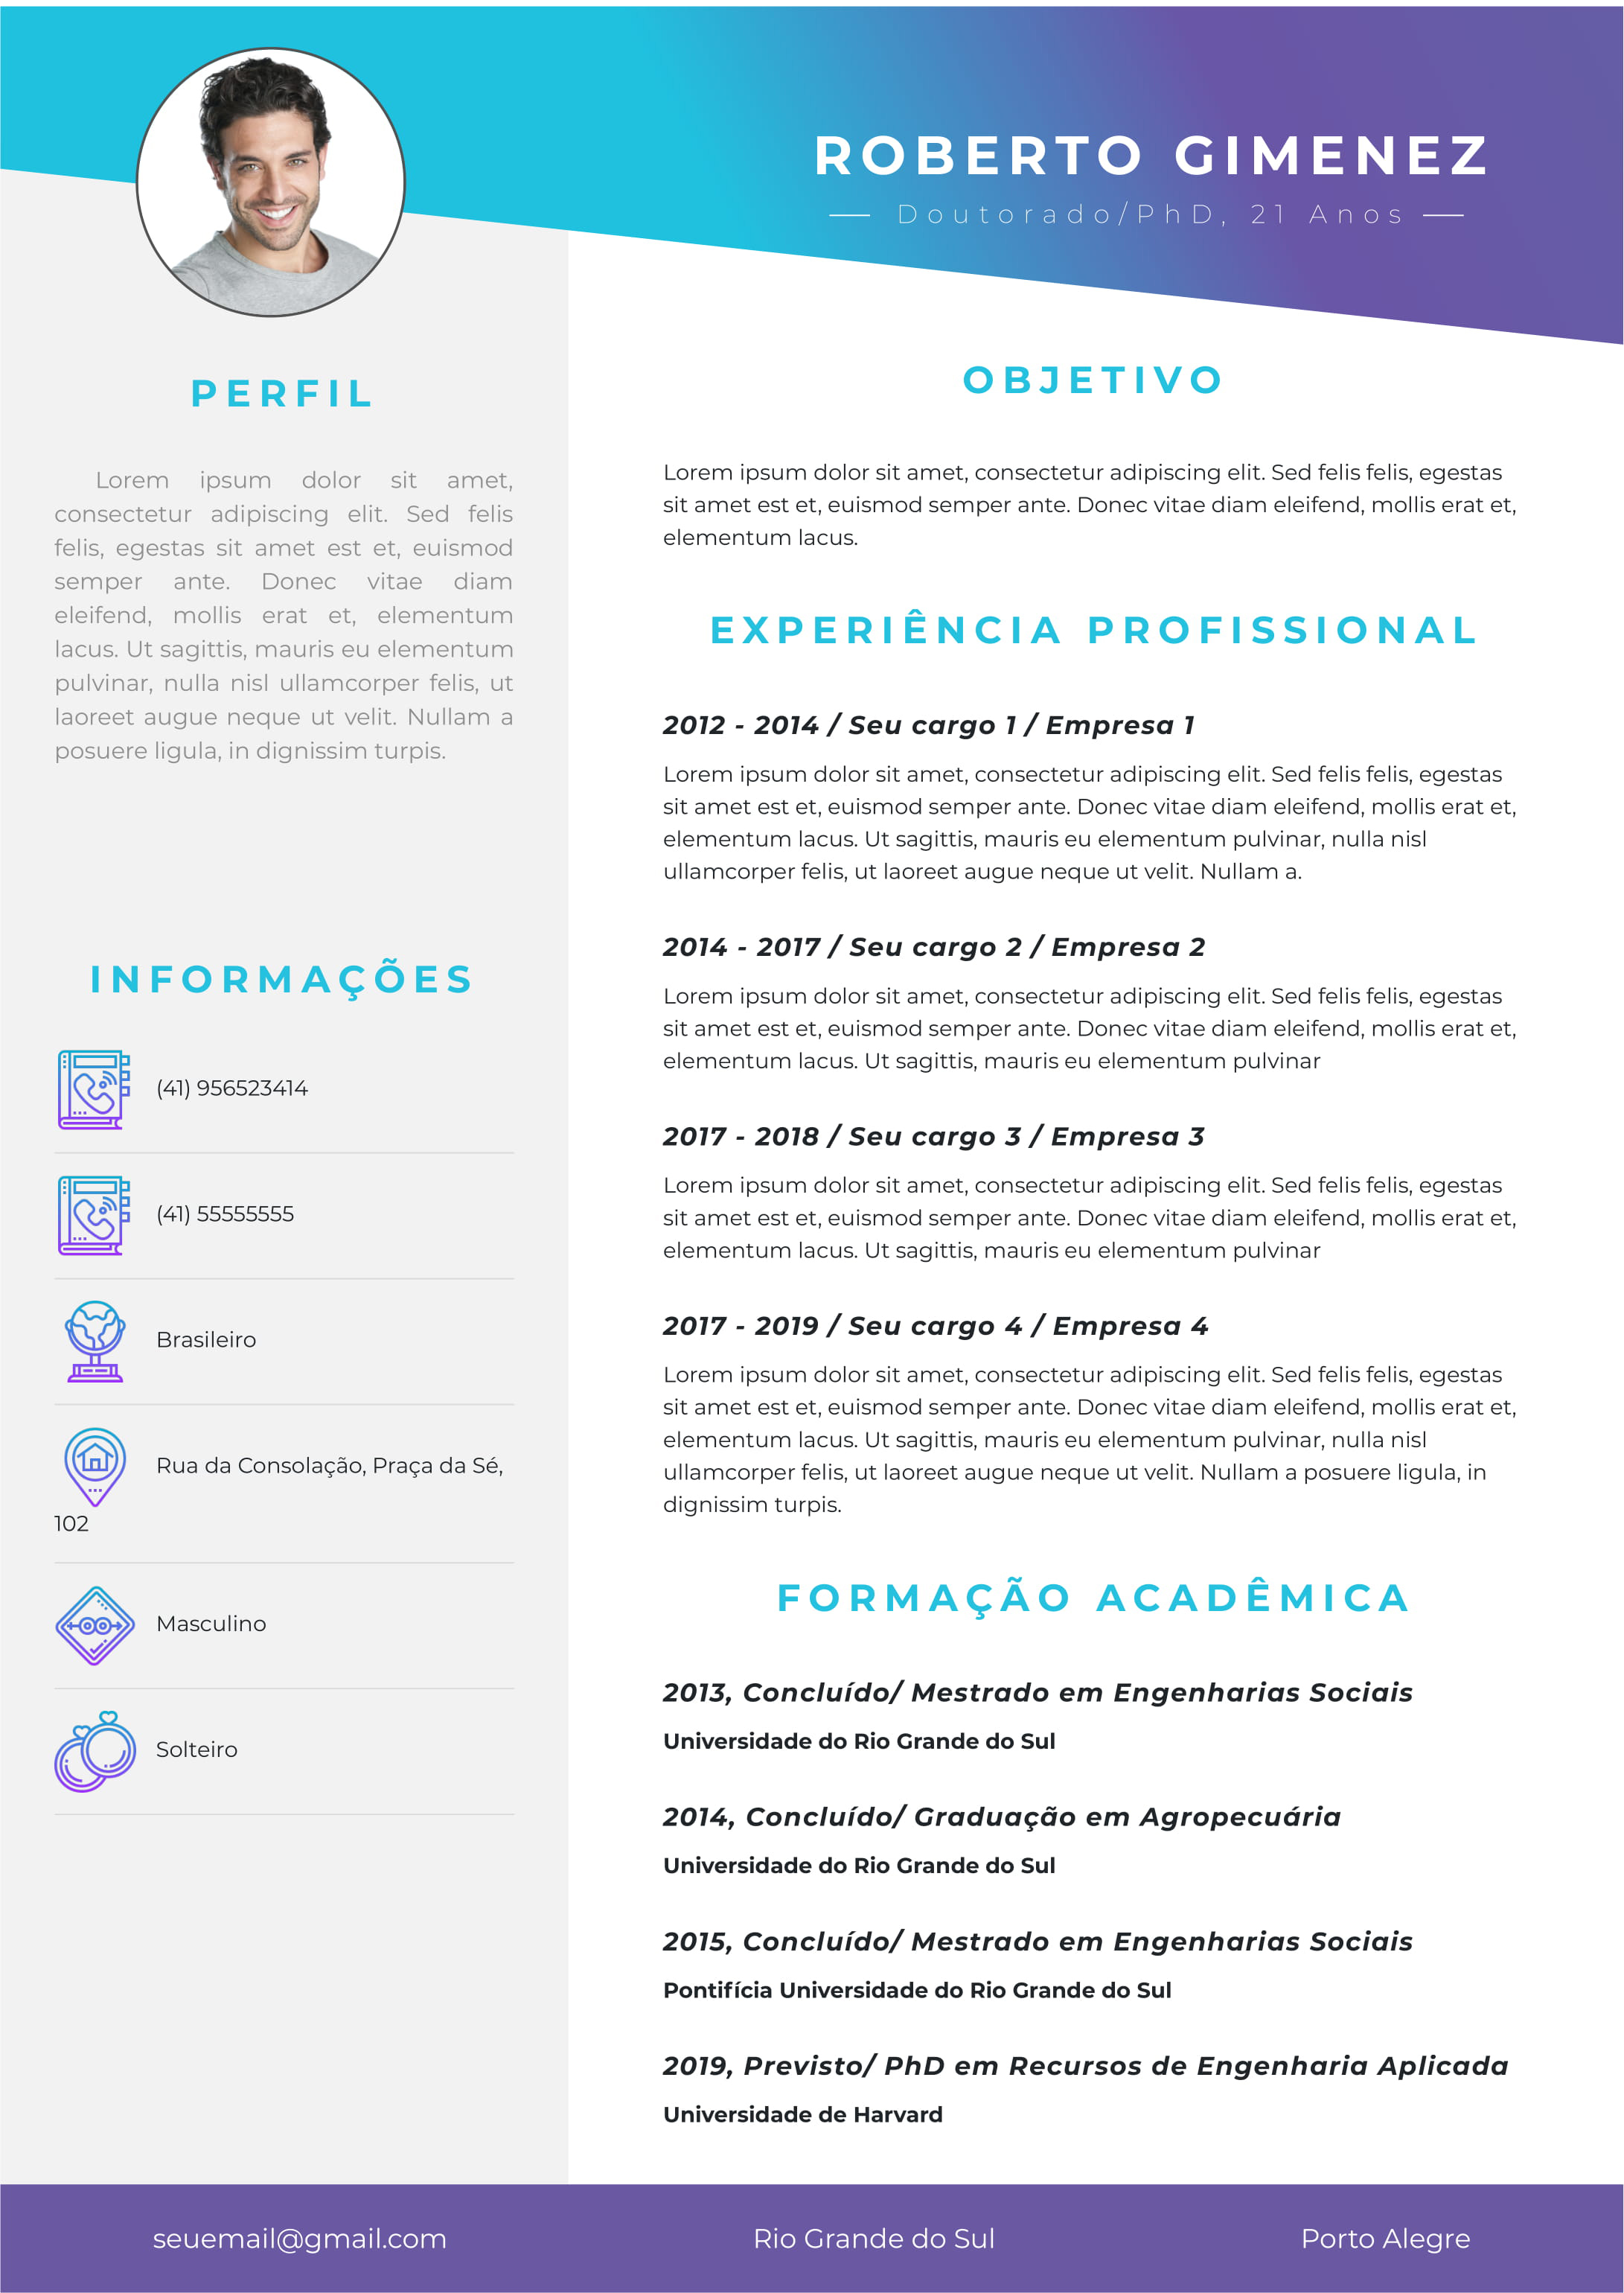 ROBERTO GIMENEZ
Doutorado/PhD, 21 Anos
PERFIL
Lorem ipsum dolor sit amet,
consectetur adipiscing elit. Sed felis
felis, egestas sit amet est et, euismod
semper ante. Donec vitae diam
eleifend, mollis erat et, elementum
lacus. Ut sagittis, mauris eu elementum
pulvinar, nulla nisl ullamcorper felis, ut
laoreet augue neque ut velit. Nullam a
posuere ligula, in dignissim turpis.
INFORMAÇÕES
(41) 956523414
(41) 55555555
Brasileiro
Rua da Consolação, Praça da Sé,
102
Masculino
Solteiro
OBJETIVO
Lorem ipsum dolor sit amet, consectetur adipiscing elit. Sed felis felis, egestas
sit amet est et, euismod semper ante. Donec vitae diam eleifend, mollis erat et,
elementum lacus.
EXPERIÊNCIA PROFISSIONAL
2012 - 2014 / Seu cargo 1 / Empresa 1
Lorem ipsum dolor sit amet, consectetur adipiscing elit. Sed felis felis, egestas
sit amet est et, euismod semper ante. Donec vitae diam eleifend, mollis erat et,
elementum lacus. Ut sagittis, mauris eu elementum pulvinar, nulla nisl
ullamcorper felis, ut laoreet augue neque ut velit. Nullam a.
2014 - 2017 / Seu cargo 2 / Empresa 2
Lorem ipsum dolor sit amet, consectetur adipiscing elit. Sed felis felis, egestas
sit amet est et, euismod semper ante. Donec vitae diam eleifend, mollis erat et,
elementum lacus. Ut sagittis, mauris eu elementum pulvinar
2017 - 2018 / Seu cargo 3 / Empresa 3
Lorem ipsum dolor sit amet, consectetur adipiscing elit. Sed felis felis, egestas
sit amet est et, euismod semper ante. Donec vitae diam eleifend, mollis erat et,
elementum lacus. Ut sagittis, mauris eu elementum pulvinar
2017 - 2019 / Seu cargo 4 / Empresa 4
Lorem ipsum dolor sit amet, consectetur adipiscing elit. Sed felis felis, egestas
sit amet est et, euismod semper ante. Donec vitae diam eleifend, mollis erat et,
elementum lacus. Ut sagittis, mauris eu elementum pulvinar, nulla nisl
ullamcorper felis, ut laoreet augue neque ut velit. Nullam a posuere ligula, in
dignissim turpis.
FORMAÇÃO ACADÊMICA
2013, Concluído/ Mestrado em Engenharias Sociais
Universidade do Rio Grande do Sul
2014, Concluído/ Graduação em Agropecuária
Universidade do Rio Grande do Sul
2015, Concluído/ Mestrado em Engenharias Sociais
Pontifícia Universidade do Rio Grande do Sul
2019, Previsto/ PhD em Recursos de Engenharia Aplicada
Universidade de Harvard
seuemail@gmail.com
Rio Grande do Sul
Porto Alegre